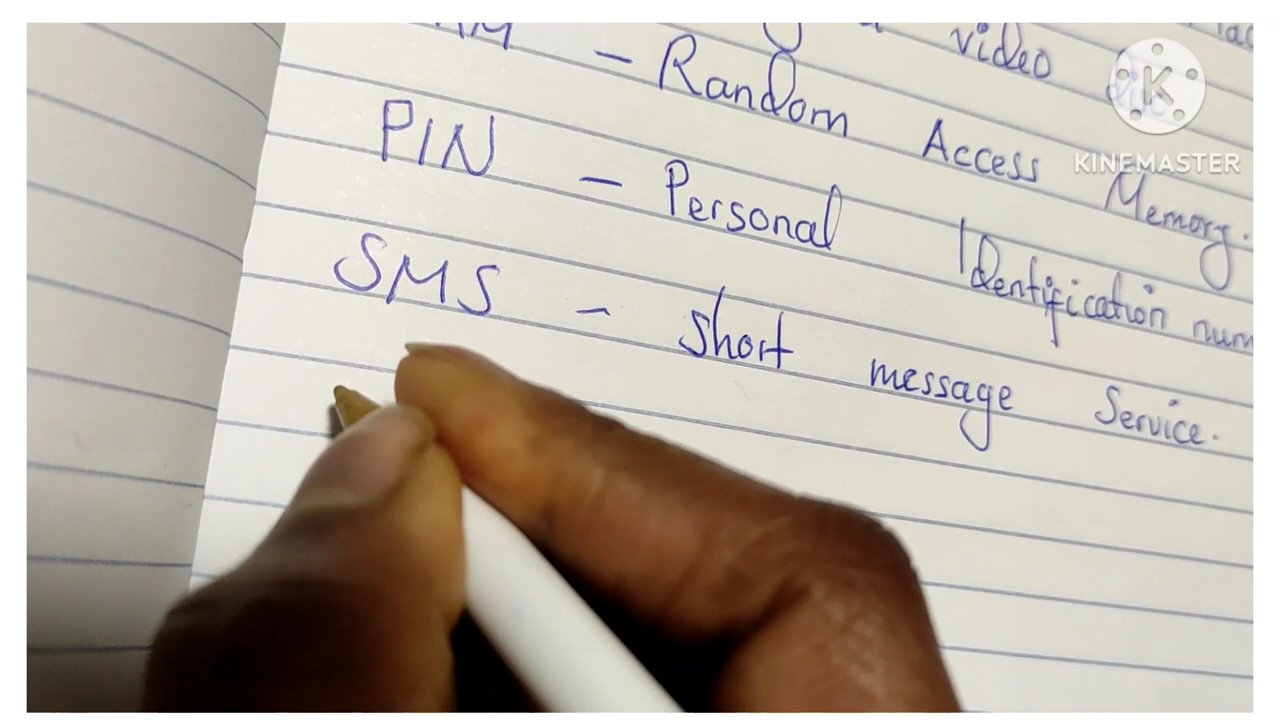 video
- Random Access Memory.
PIN - Personal Identification num
SMS - Short message Service.
K
KINEMASTER